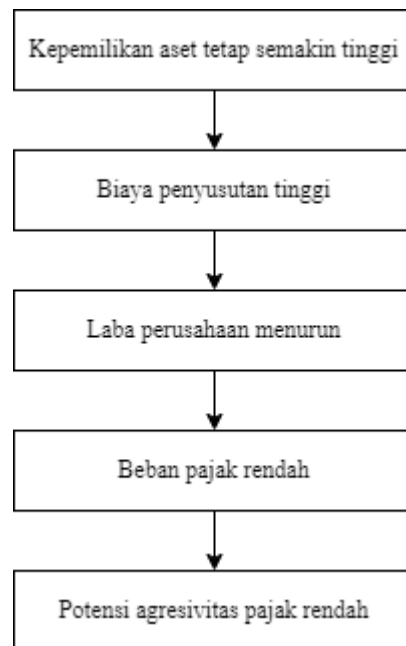 Kepemilikan aset tetap semakin tinggi
Biaya penyusutan tinggi
Laba perusahaan menurun
Beban pajak rendah
Potensi agresivitas pajak rendah